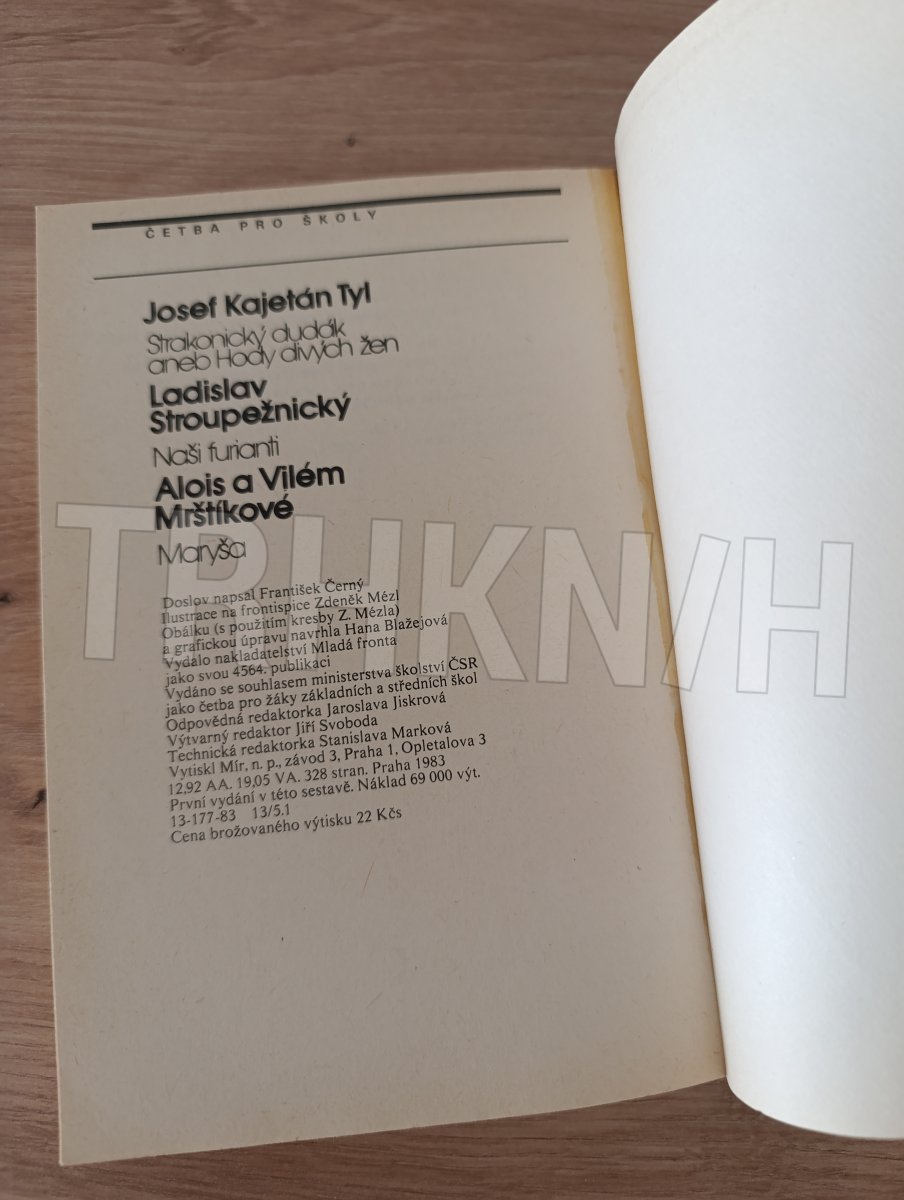 ČETBA PRO ŠKOLY
Josef Kajetán Tyl
Strakonický dudák
aneb Hody divých žen
Ladislav
Stroupežnický
Naši furianti
Alois a Vilém
Mrštíkové
Maryša
Doslov napsal František Černý
Ilustrace na frontispice Zdeněk Mézl
Obálku (s použitím kresby Z. Mézla)
a grafickou úpravu navrhla Hana Blažejová
Vydalo nakladatelství Mladá fronta
jako svou 4564. publikaci
Vydáno se souhlasem ministerstva školství ČSR
jako četba pro žáky základních a středních škol
Odpovědná redaktorka Jaroslava Jiskrová
Výtvarný redaktor Jiří Svoboda
Technická redaktorka Stanislava Marková
Vytiskl Mír, n. p., závod 3, Praha 1, Opletalova 3
12,92 AA. 19,05 VA. 328 stran. Praha 1983
První vydání v této sestavě. Náklad 69 000 výt.
13-177-83 13/5.1
Cena brožovaného výtisku 22 Kčs